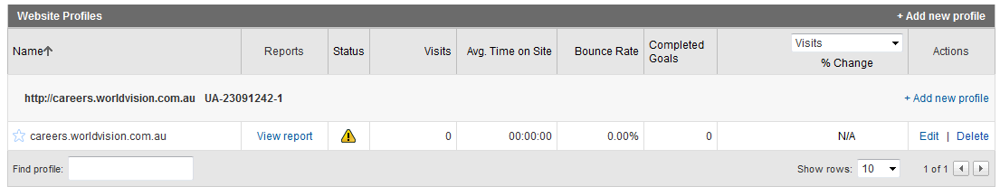 Website Profiles + Add new profile
Name Reports Status Visits Avg. Time on Site Bounce Rate Completed Goals Visits % Change Actions
http://careers.worldvision.com.au UA-23091242-1 + Add new profile
careers.worldvision.com.au View report 0 00:00:00 0.00% 0 N/A Edit | Delete
Find profile: Show rows: 10 1 of 1